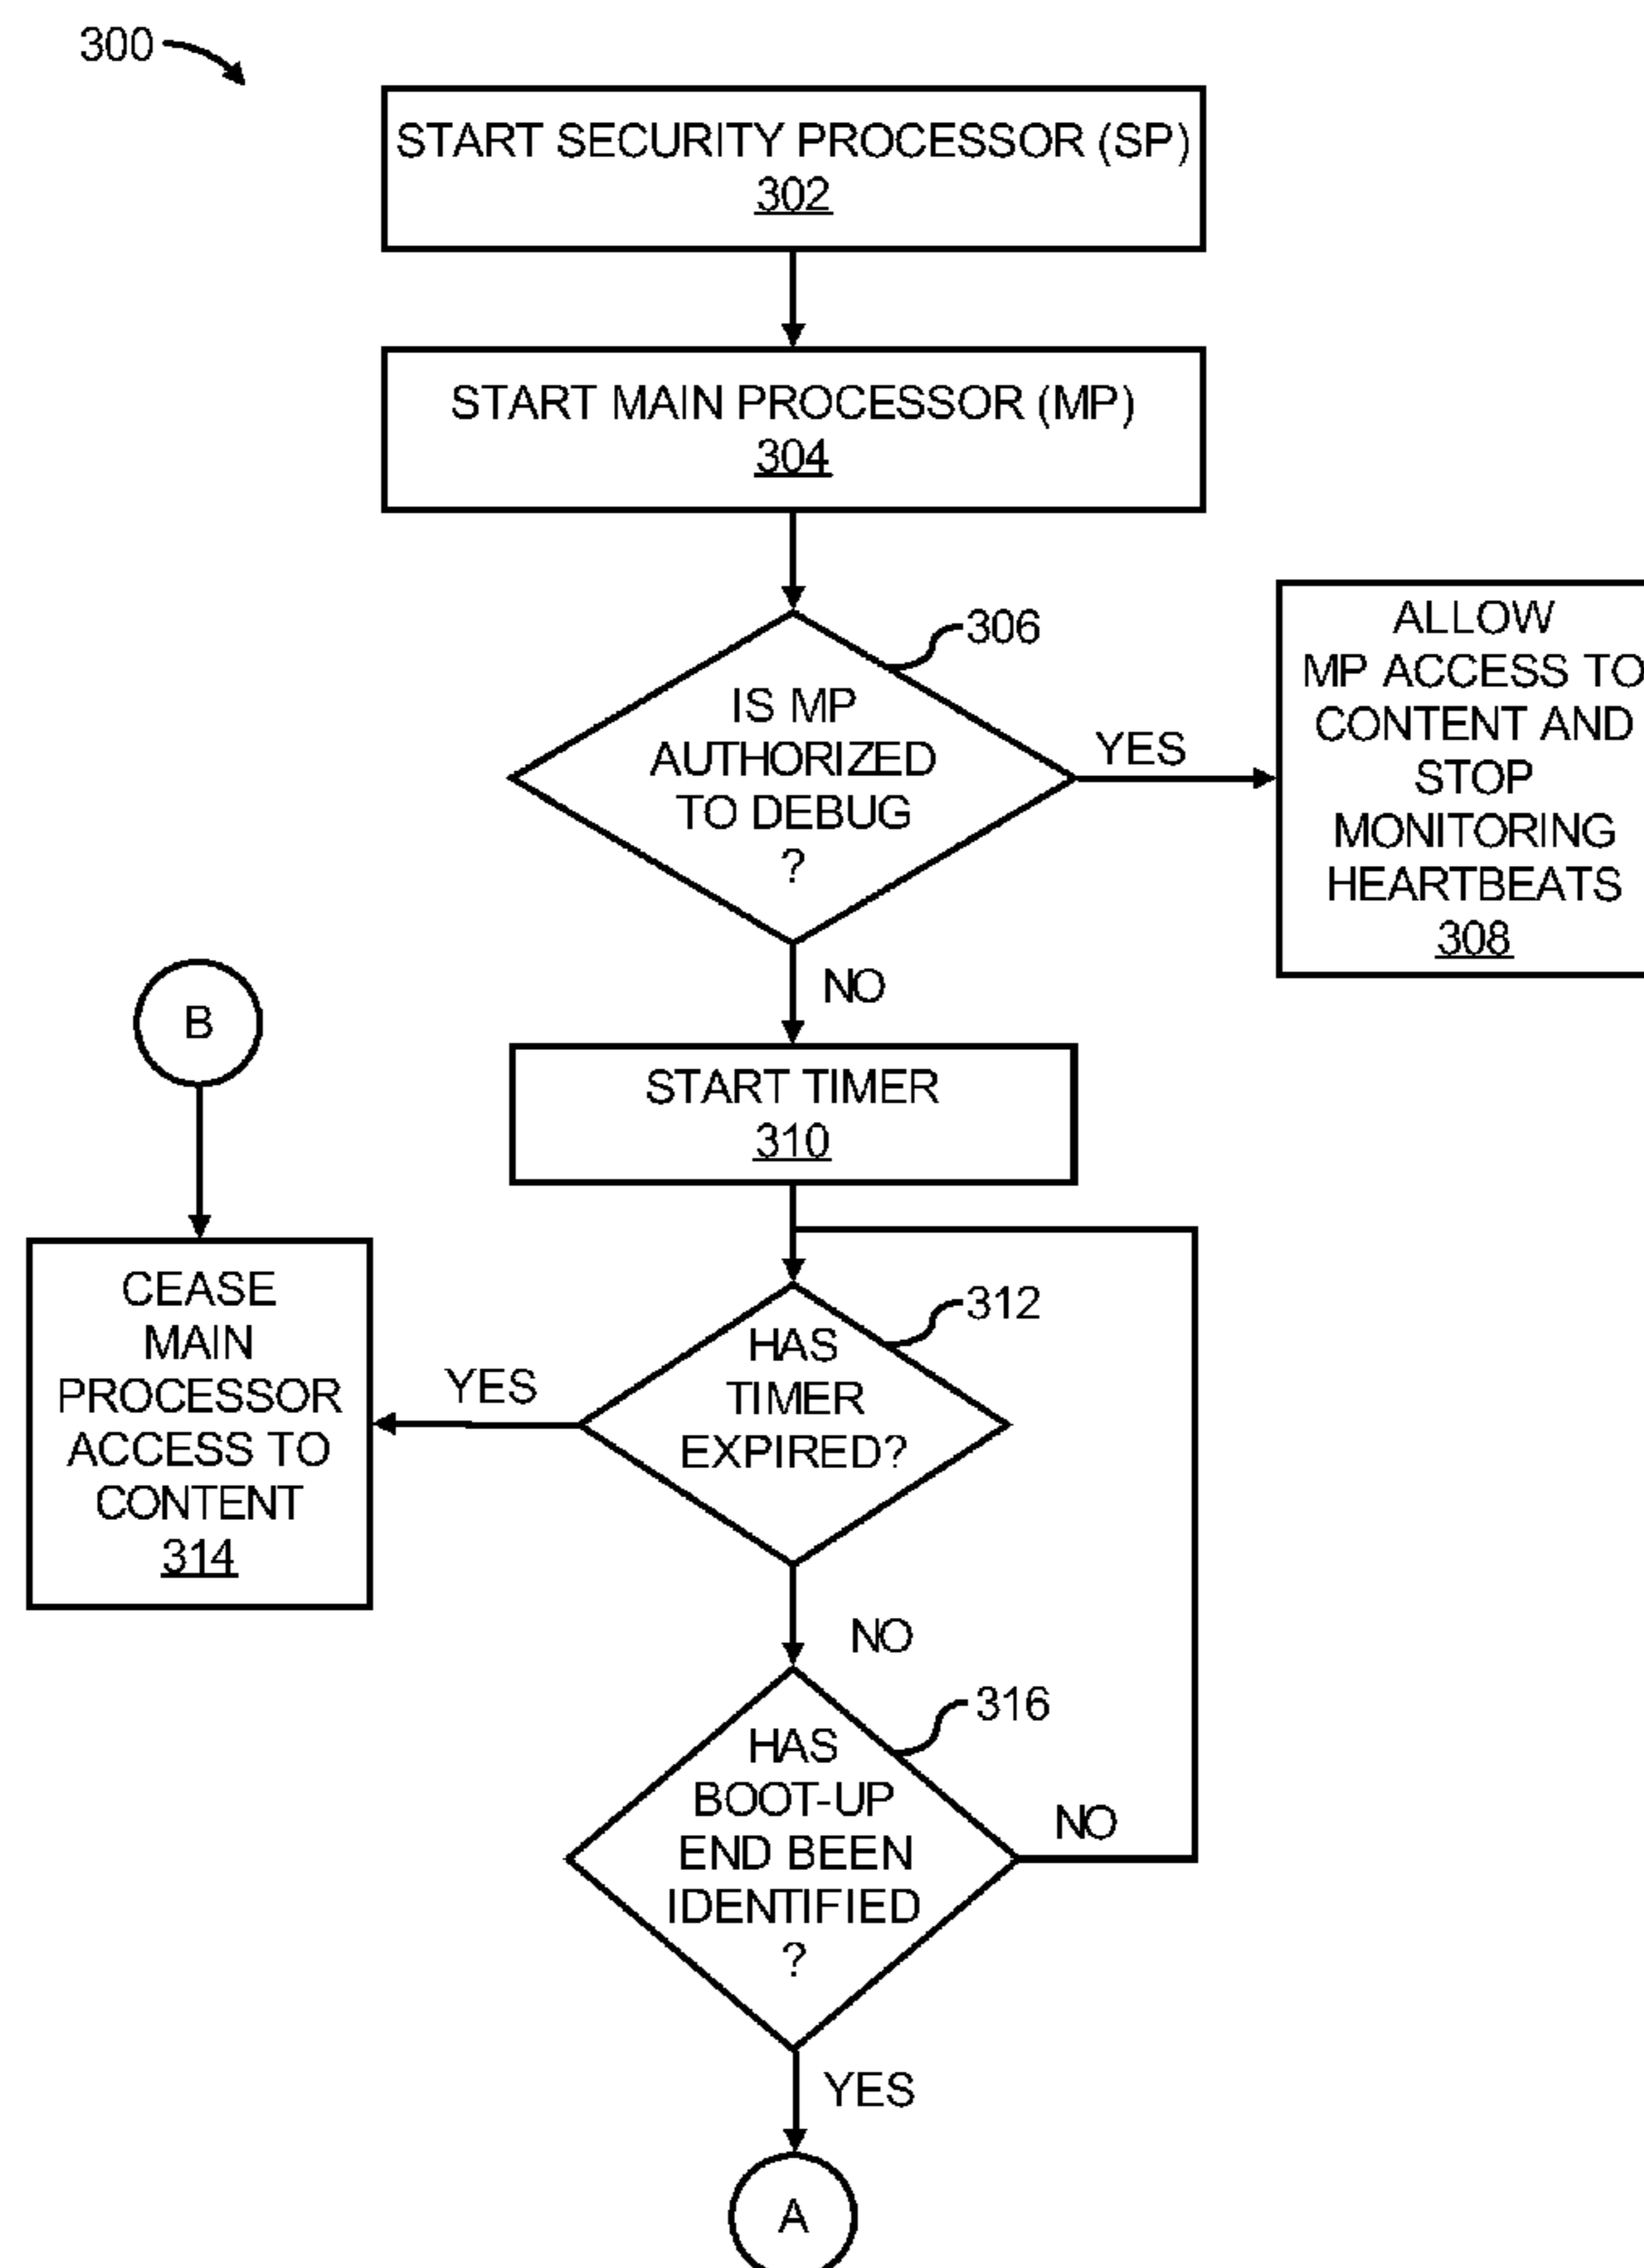 300
START SECURITY PROCESSOR (SP)
302
START MAIN PROCESSOR (MP)
304
306
IS MP
AUTHORIZED
TO DEBUG
?
YES
ALLOW
MP ACCESS TO
CONTENT AND
STOP
MONITORING
HEARTBEATS
308
NO
B
START TIMER
310
CEASE
MAIN
PROCESSOR
ACCESS TO
CONTENT
314
YES
312
HAS
TIMER
EXPIRED?
NO
316
HAS
BOOT-UP
END BEEN
IDENTIFIED
?
NO
YES
A